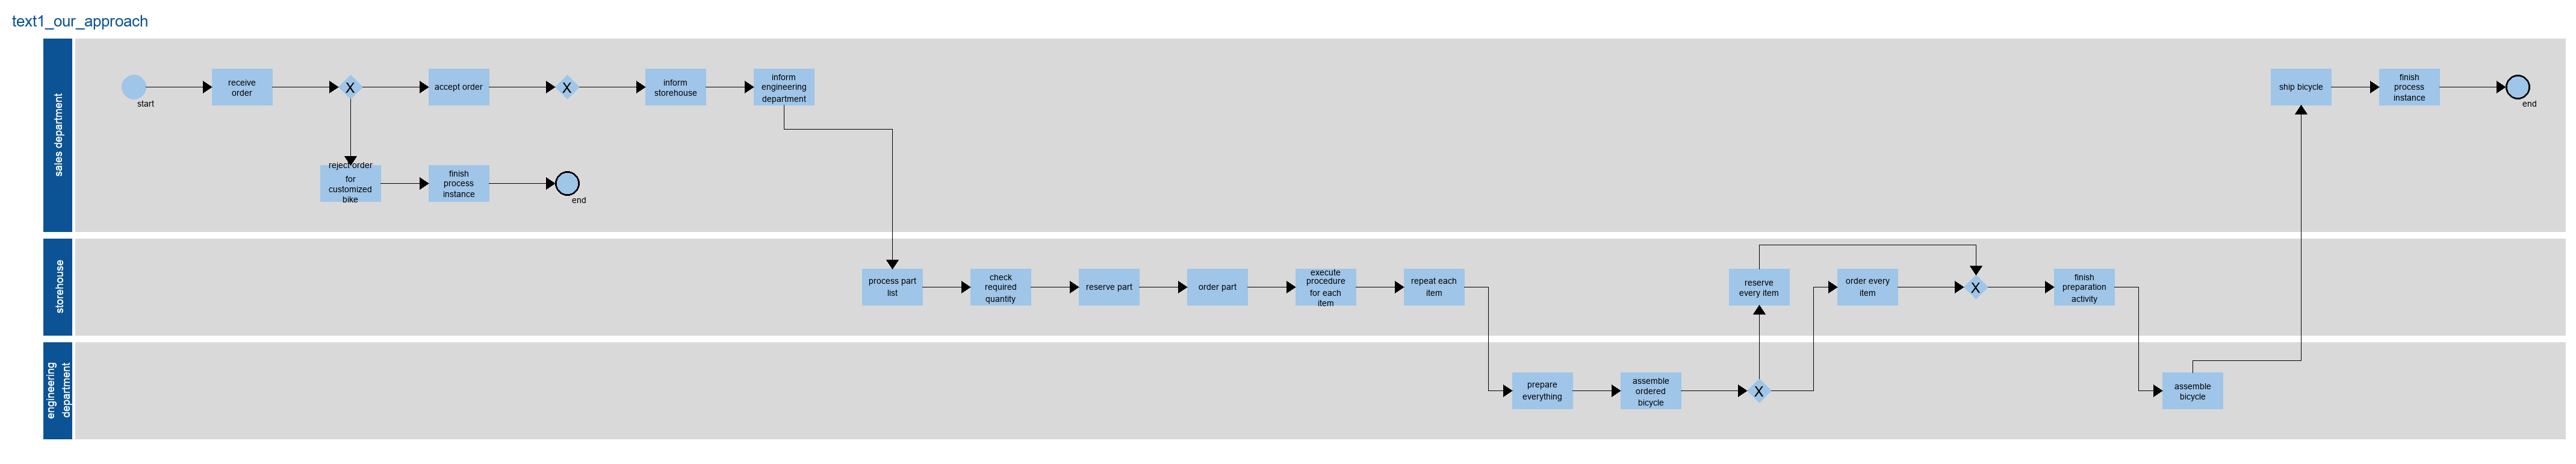 text1_our_approach
sales department
start
receive
order
X
accept order
X
inform
storehouse
inform
engineering
department
ship bicycle
finish
process
instance
end
reject order
for
customized
bike
finish
process
instance
end
storehouse
process part
list
check
required
quantity
reserve part
order part
execute
procedure
for each
item
repeat each
item
reserve
every item
order every
item
X
finish
preparation
activity
engineering
department
prepare
everything
assemble
ordered
bicycle
X
assemble
bicycle